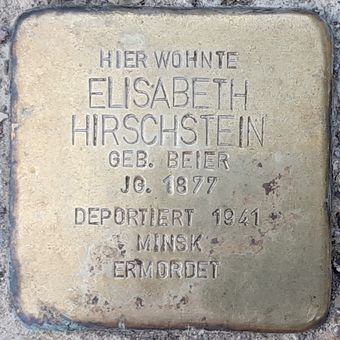 HIER WOHNTE
ELISABETH
HIRSCHSTEIN
GEB. BEIER
JG. 1877
DEPORTIERT 1941
MINSK
ERMORDET